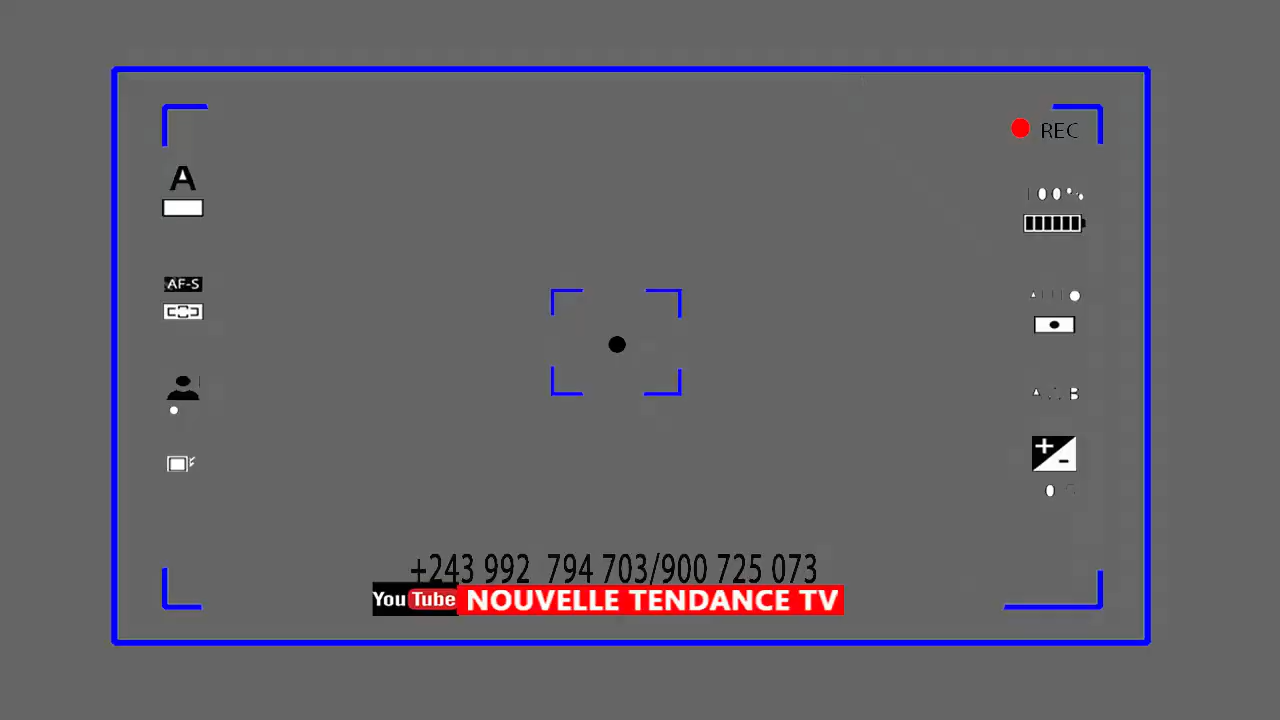 REC
A
100%
AF-S
+243 992 794 703/900 725 073
YouTube NOUVELLE TENDANCE TV